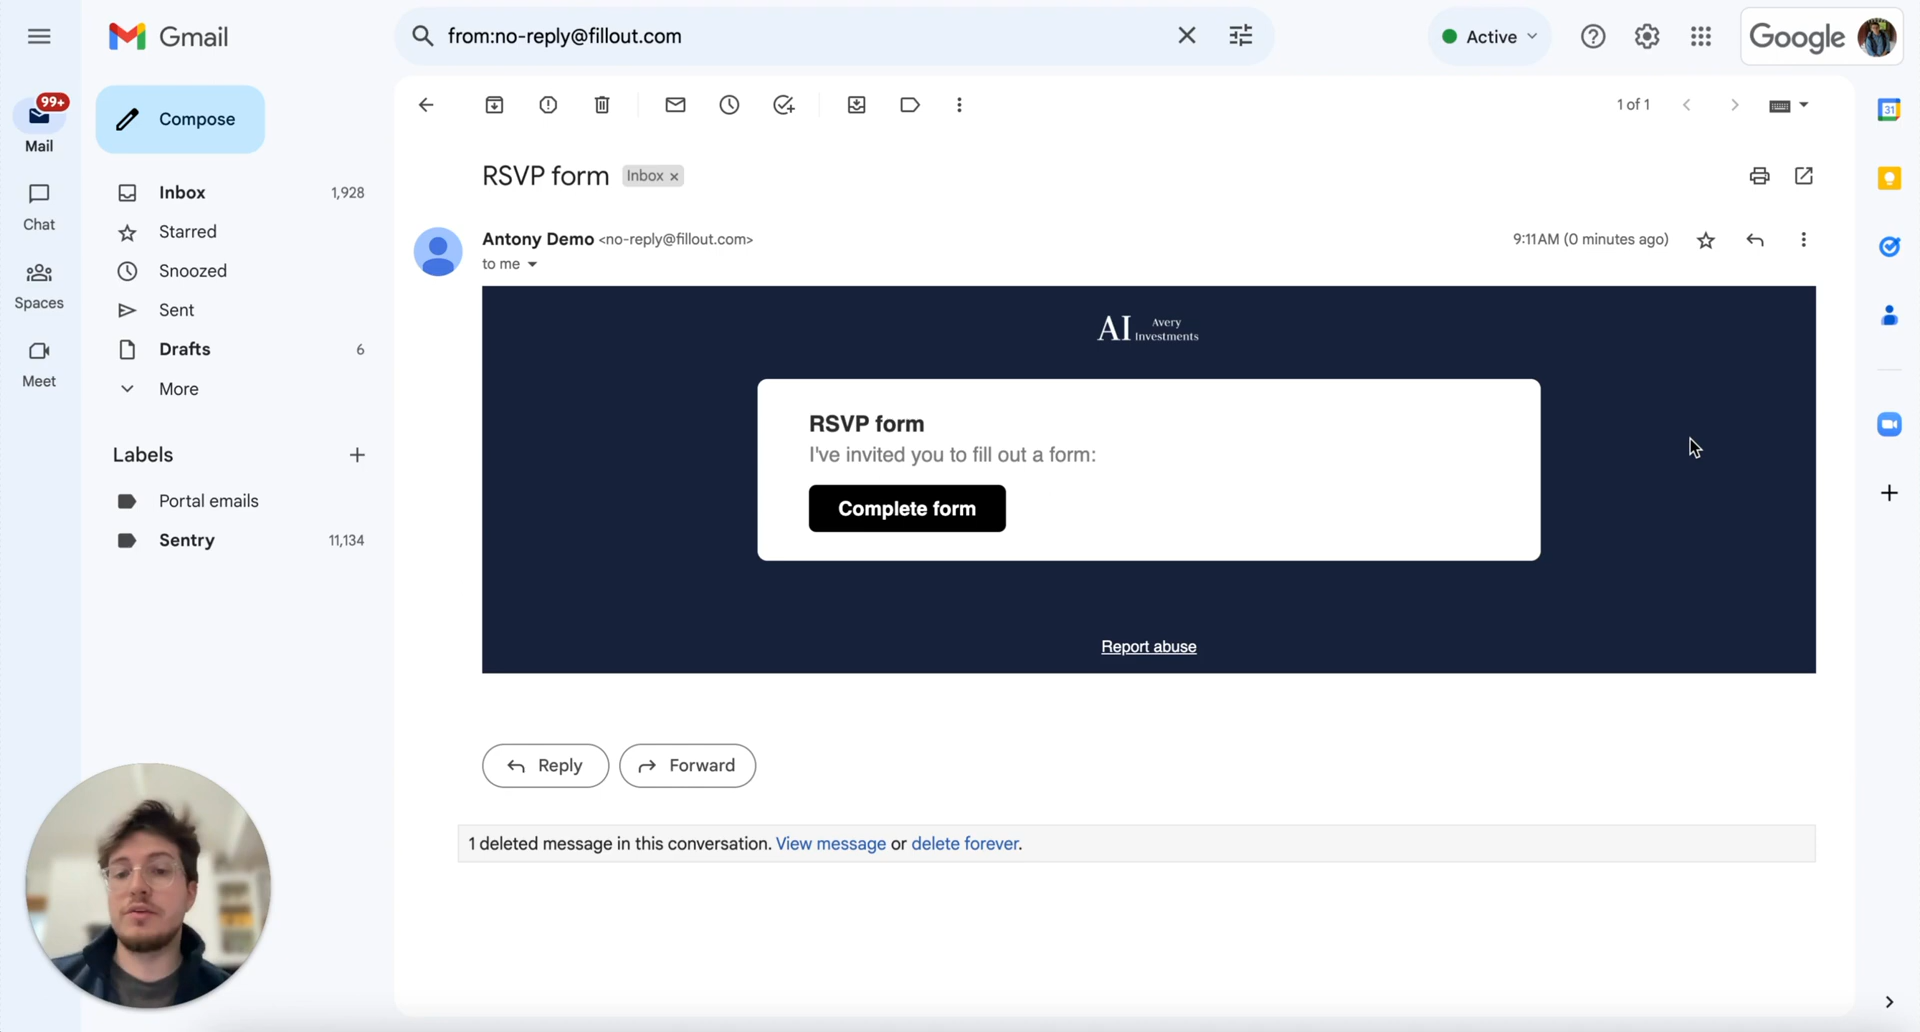 Gmail
from:no-reply@fillout.com
Active
Google
99+
Mail
Chat
Spaces
Meet
Compose
Inbox 1,928
Starred
Snoozed
Sent
Drafts 6
More
Labels
Portal emails
Sentry 11,134
1 of 1
31
RSVP form Inbox x
Antony Demo <no-reply@fillout.com> 9:11AM (0 minutes ago)
to me
AI Avery
Investments
RSVP form
I've invited you to fill out a form:
Complete form
Report abuse
Reply
Forward
1 deleted message in this conversation. View message or delete forever.